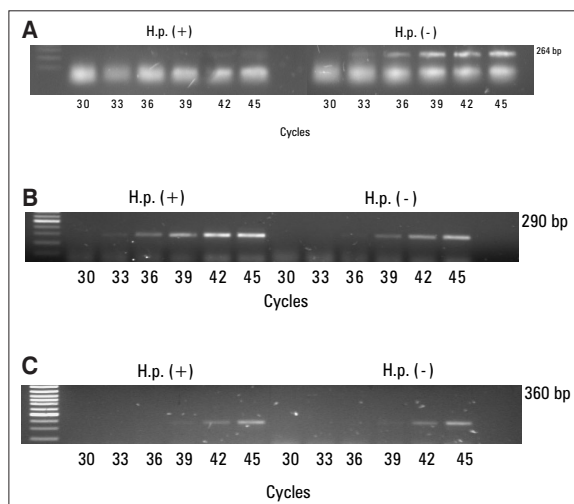 A
H.p. (+) H.p. (-)
264 bp
30 33 36 39 42 45 30 33 36 39 42 45
Cycles
B
H.p. (+) H.p. (-)
290 bp
30 33 36 39 42 45 30 33 36 39 42 45
Cycles
C
H.p. (+) H.p. (-)
360 bp
30 33 36 39 42 45 30 33 36 39 42 45
Cycles